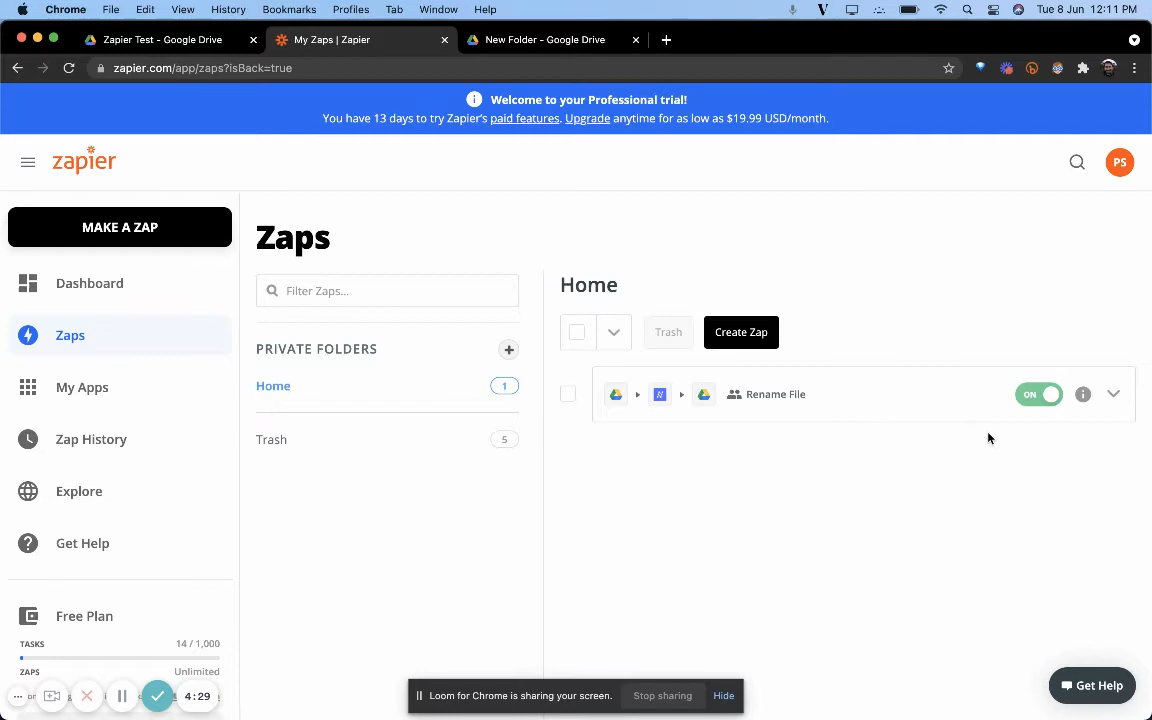 Chrome File Edit View History Bookmarks Profiles Tab Window Help Tue 8 Jun 12:11 PM
Zapier Test - Google Drive My Zaps | Zapier New Folder - Google Drive
zapier.com/app/zaps?isBack=true
Welcome to your Professional trial!
You have 13 days to try Zapier's paid features. Upgrade anytime for as low as $19.99 USD/month.
zapier
PS
MAKE A ZAP
Dashboard
Zaps
My Apps
Zap History
Explore
Get Help
Free Plan
TASKS 14 / 1,000
ZAPS Unlimited
4:29
Zaps
Filter Zaps...
PRIVATE FOLDERS
Home 1
Trash 5
Home
Trash Create Zap
Rename File ON
Loom for Chrome is sharing your screen. Stop sharing Hide
Get Help